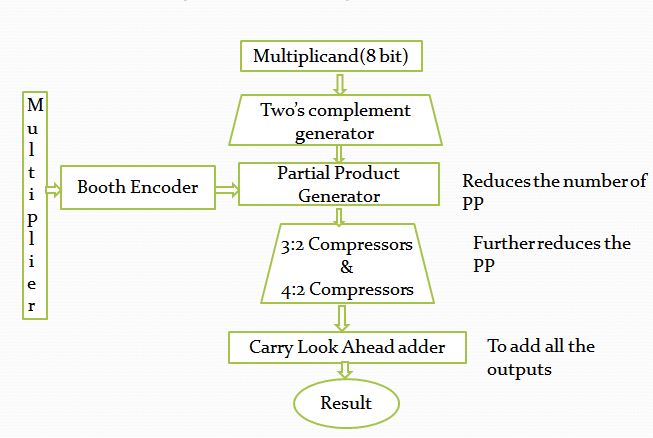 Multiplicand(8 bit)
Two's complement
generator
Multiplier
Booth Encoder
Partial Product
Generator
Reduces the number of
PP
3:2 Compressors
&
4:2 Compressors
Further reduces the
PP
Carry Look Ahead adder
To add all the
outputs
Result